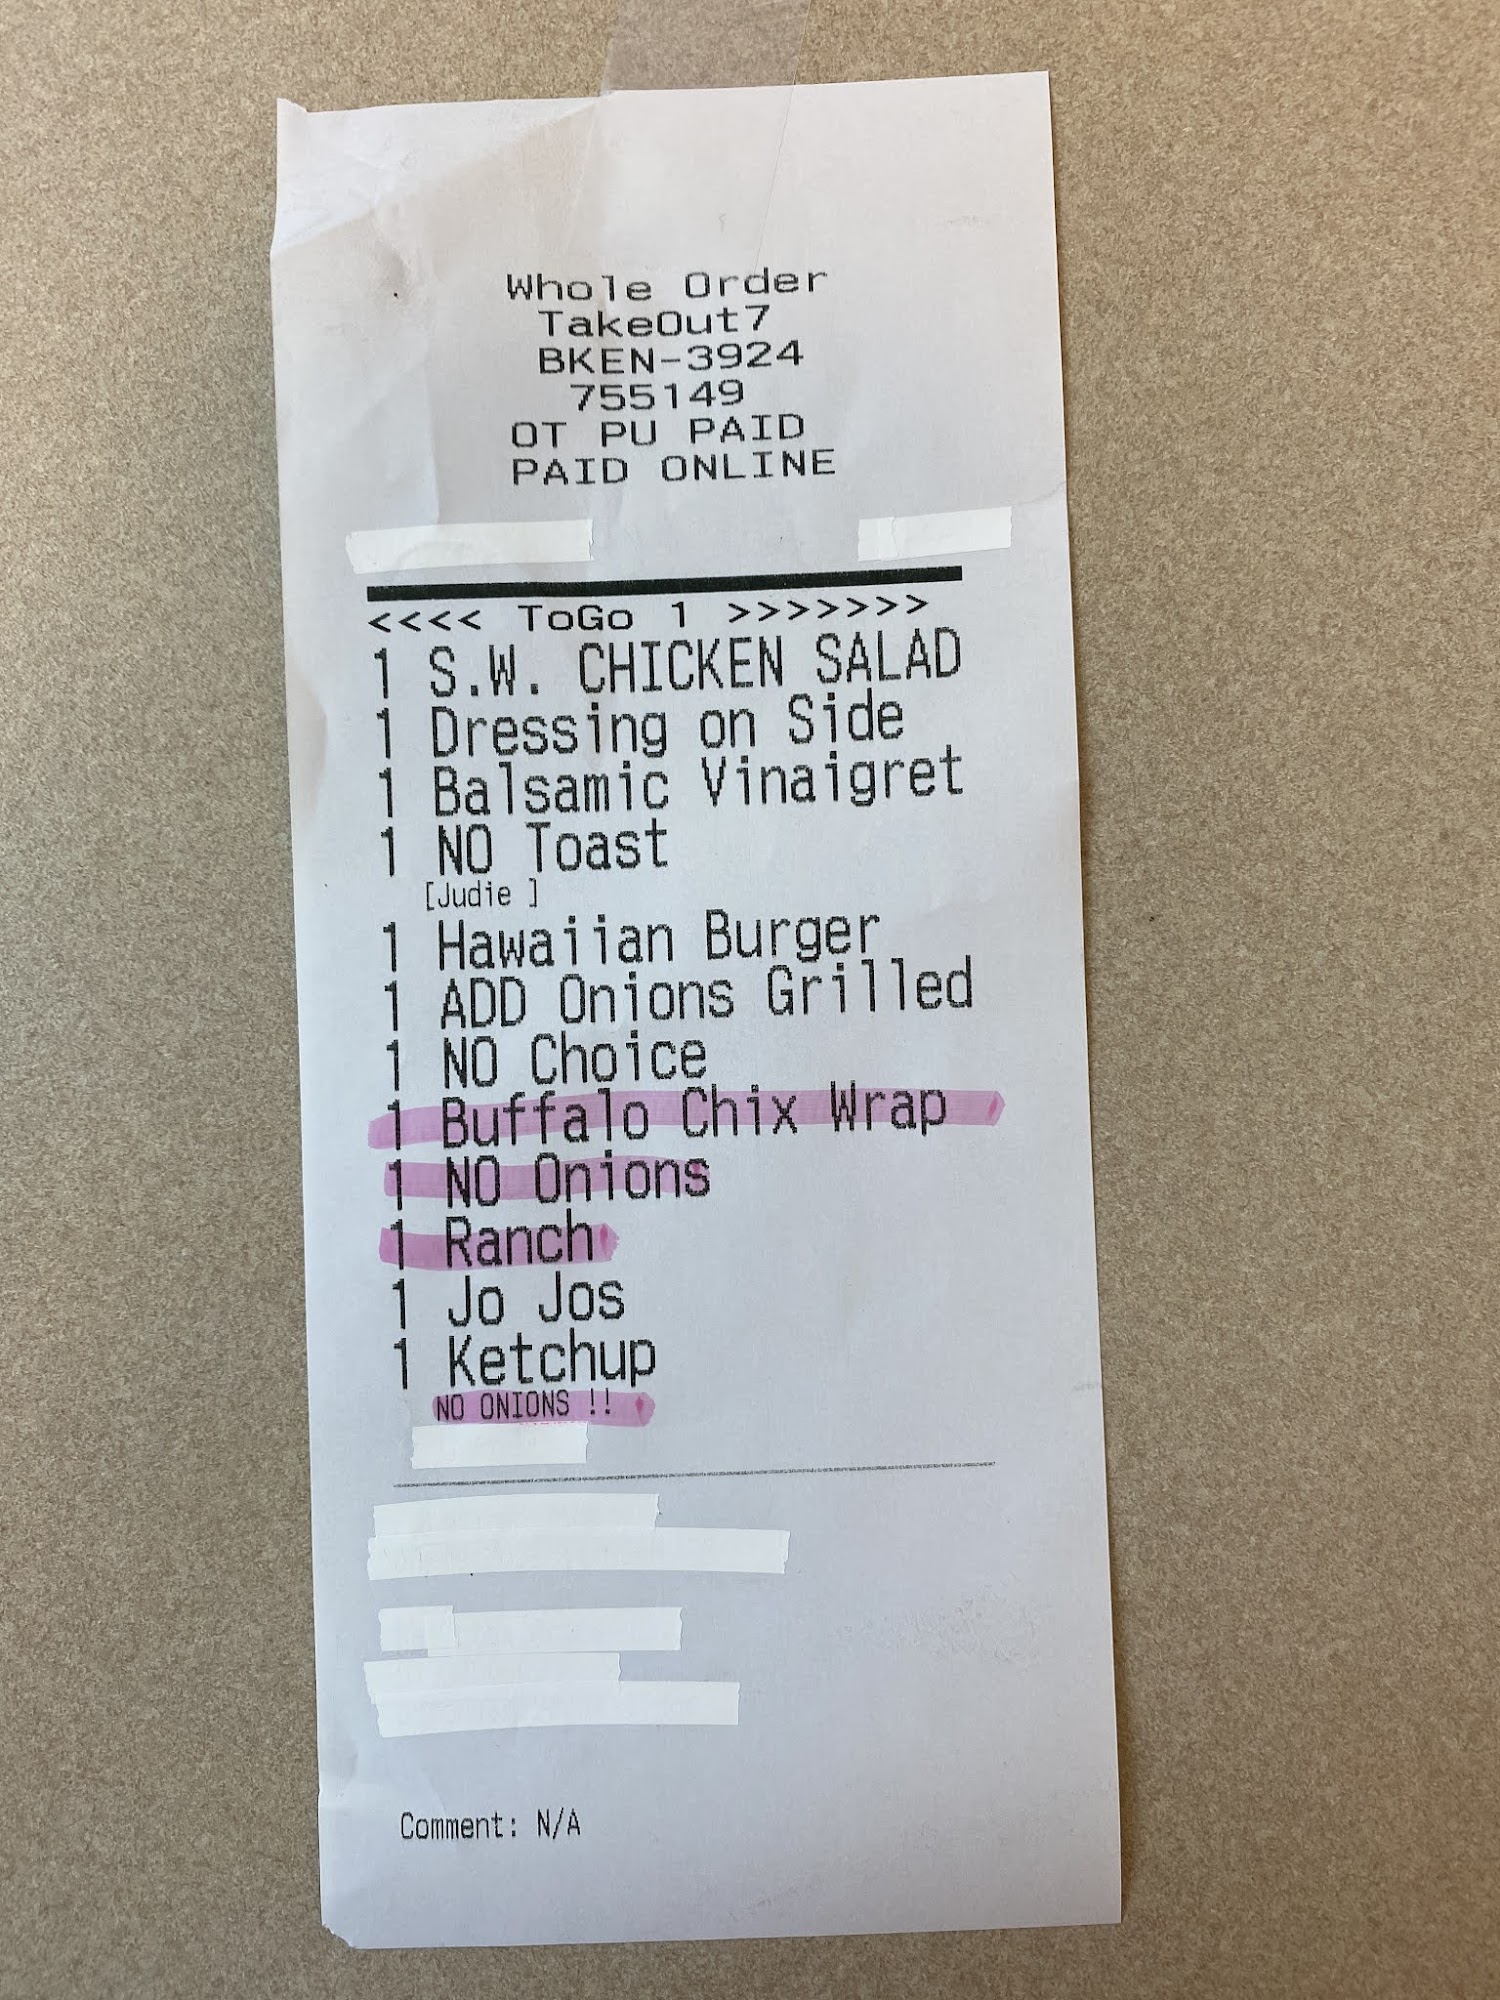 Whole Order
TakeOut7
BKEN-3924
755149
OT PU PAID
PAID ONLINE
<<<< ToGo 1 >>>>>>>
1 S.W. CHICKEN SALAD
1 Dressing on Side
1 Balsamic Vinaigret
1 NO Toast
[Judie ]
1 Hawaiian Burger
1 ADD Onions Grilled
1 NO Choice
1 Buffalo Chix Wrap
1 NO Onions
1 Ranch
1 Jo Jos
1 Ketchup
NO ONIONS !!
Comment: N/A